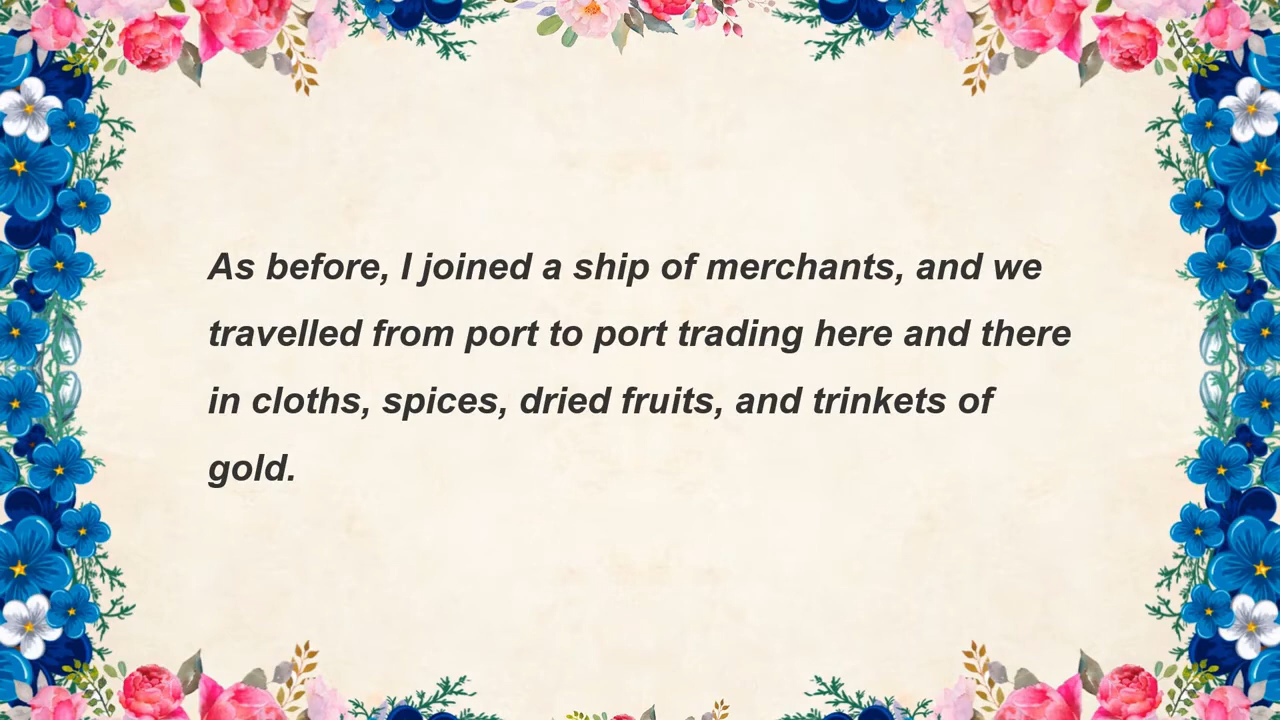 As before, I joined a ship of merchants, and we
travelled from port to port trading here and there
in cloths, spices, dried fruits, and trinkets of
gold.